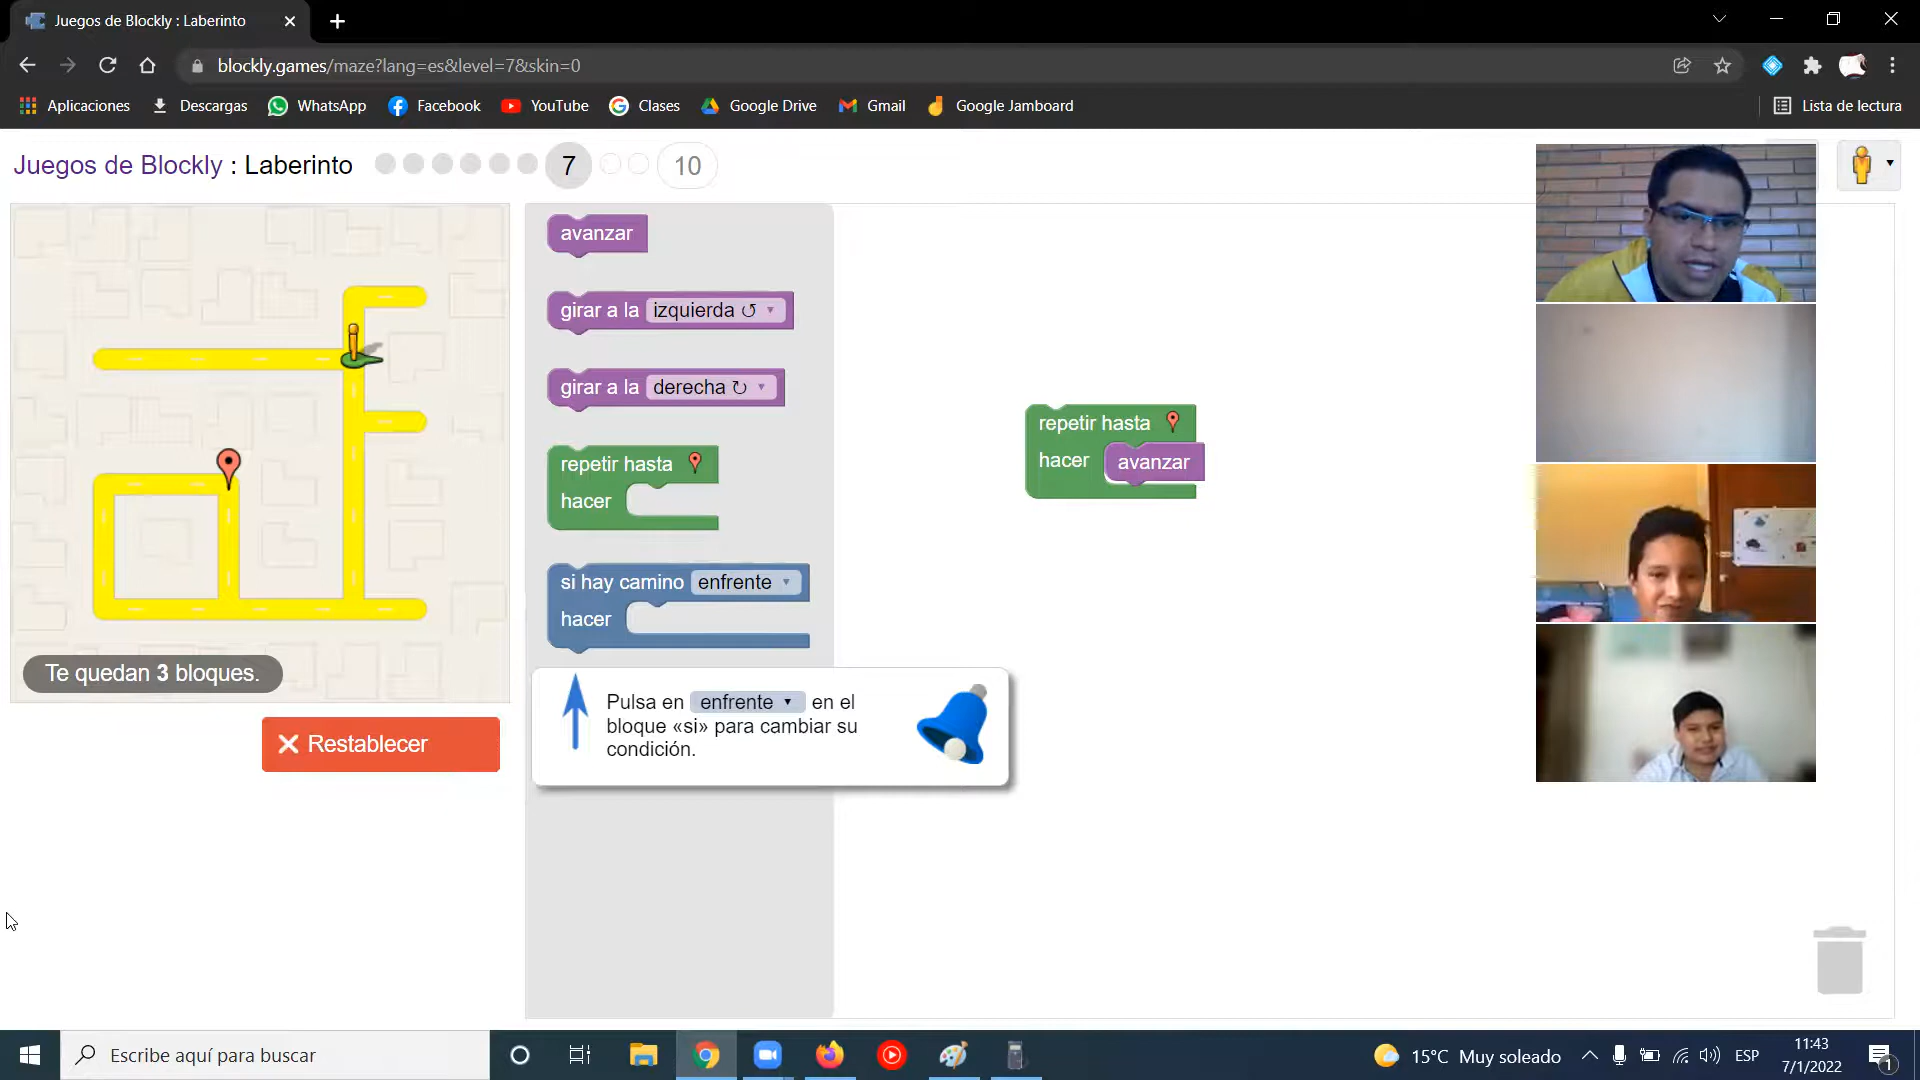 Juegos de Blockly : Laberinto
blockly.games/maze?lang=es&level=7&skin=0
Aplicaciones
Descargas
WhatsApp
Facebook
YouTube
Clases
Google Drive
Gmail
Google Jamboard
Lista de lectura
Juegos de Blockly : Laberinto
7
10
avanzar
girar a la izquierda ↺ ▾
girar a la derecha ↻ ▾
repetir hasta
hacer
si hay camino enfrente ▾
hacer
repetir hasta
hacer avanzar
Te quedan 3 bloques.
Restablecer
Pulsa en enfrente ▾ en el
bloque «si» para cambiar su
condición.
Escribe aquí para buscar
15°C Muy soleado
ESP
11:43
7/1/2022
1